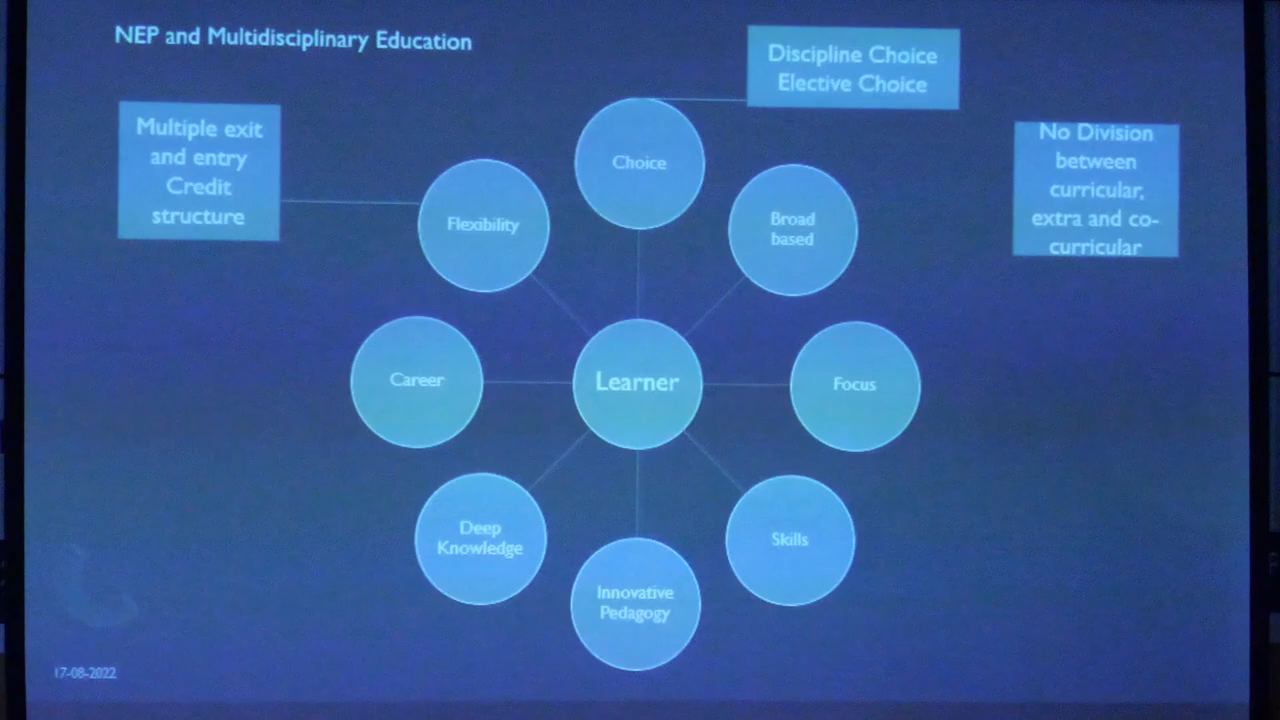 NEP and Multidisciplinary Education
Discipline Choice
Elective Choice
Multiple exit
and entry
Credit
structure
No Division
between
curricular,
extra and co-
curricular
Choice
Flexibility
Broad
based
Career
Learner
Focus
Deep
Knowledge
Skills
Innovative
Pedagogy
17-08-2022